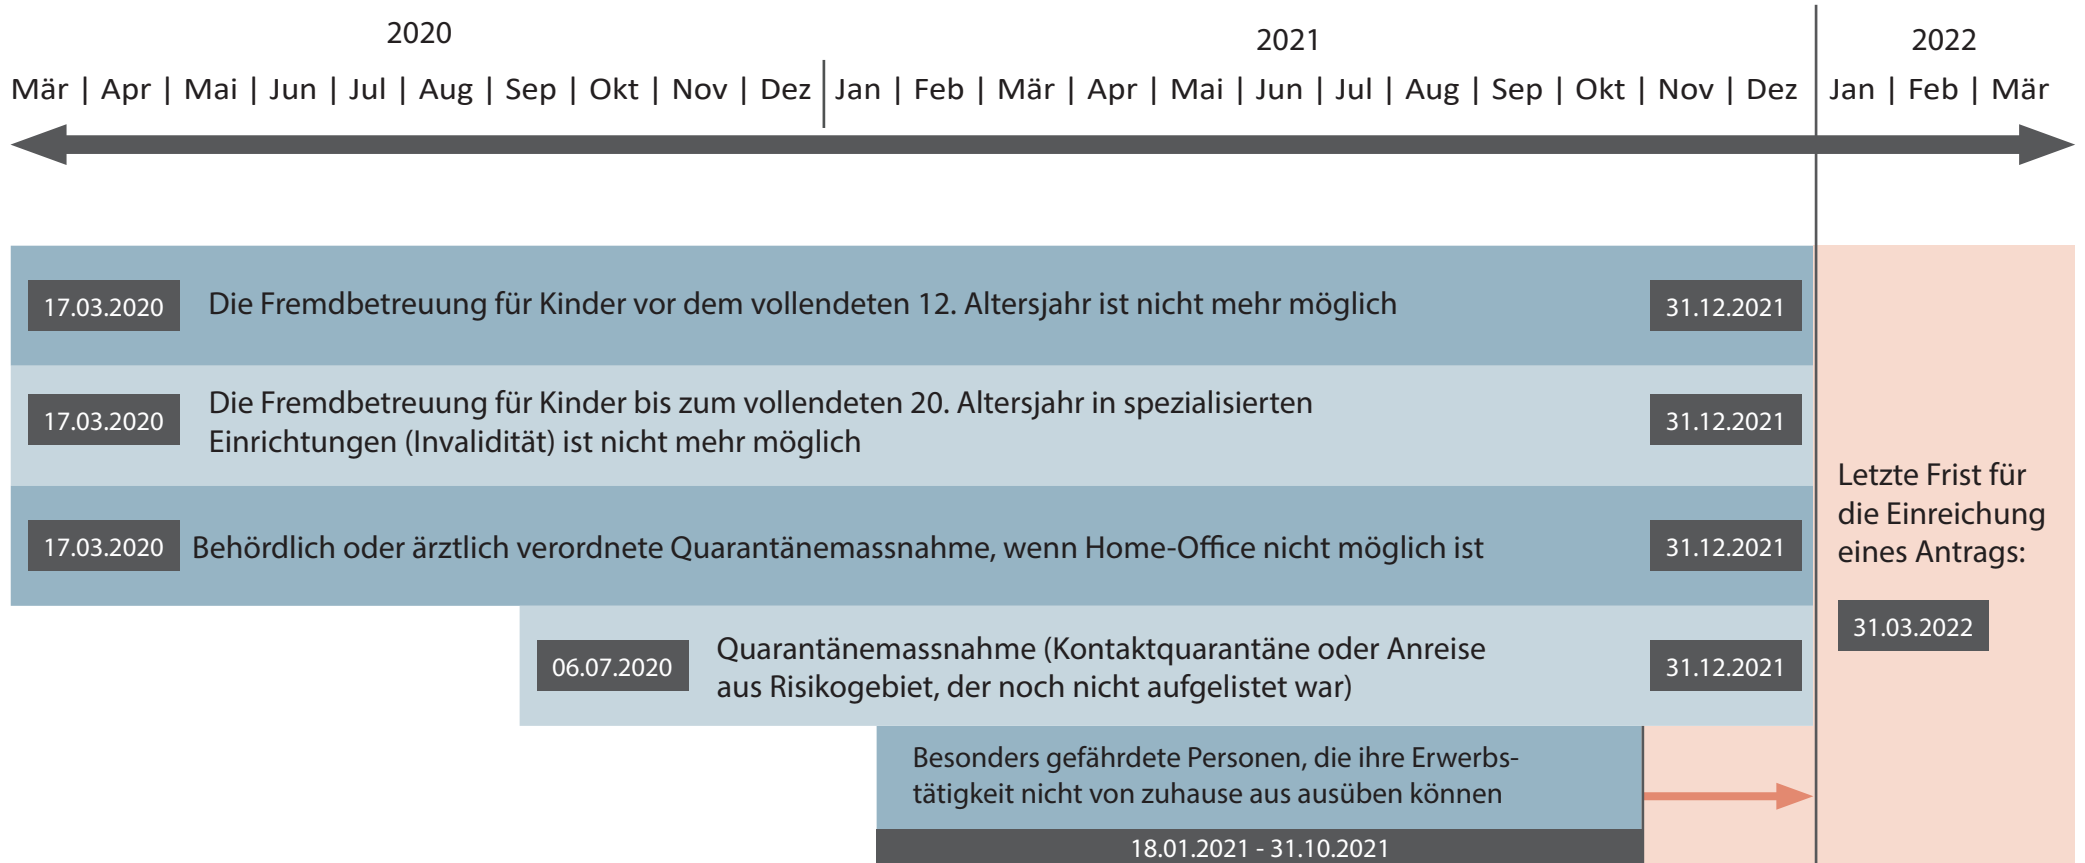 2020
2021
2022
Mär | Apr | Mai | Jun | Jul | Aug | Sep | Okt | Nov | Dez | Jan | Feb | Mär | Apr | Mai | Jun | Jul | Aug | Sep | Okt | Nov | Dez | Jan | Feb | Mär
17.03.2020
Die Fremdbetreuung für Kinder vor dem vollendeten 12. Altersjahr ist nicht mehr möglich
31.12.2021
17.03.2020
Die Fremdbetreuung für Kinder bis zum vollendeten 20. Altersjahr in spezialisierten
Einrichtungen (Invalidität) ist nicht mehr möglich
31.12.2021
17.03.2020
Behördlich oder ärztlich verordnete Quarantänemassnahme, wenn Home-Office nicht möglich ist
31.12.2021
06.07.2020
Quarantänemassnahme (Kontaktquarantäne oder Anreise
aus Risikogebiet, der noch nicht aufgelistet war)
31.12.2021
Besonders gefährdete Personen, die ihre Erwerbs-
tätigkeit nicht von zuhause aus ausüben können
18.01.2021 - 31.10.2021
Letzte Frist für
die Einreichung
eines Antrags:
31.03.2022